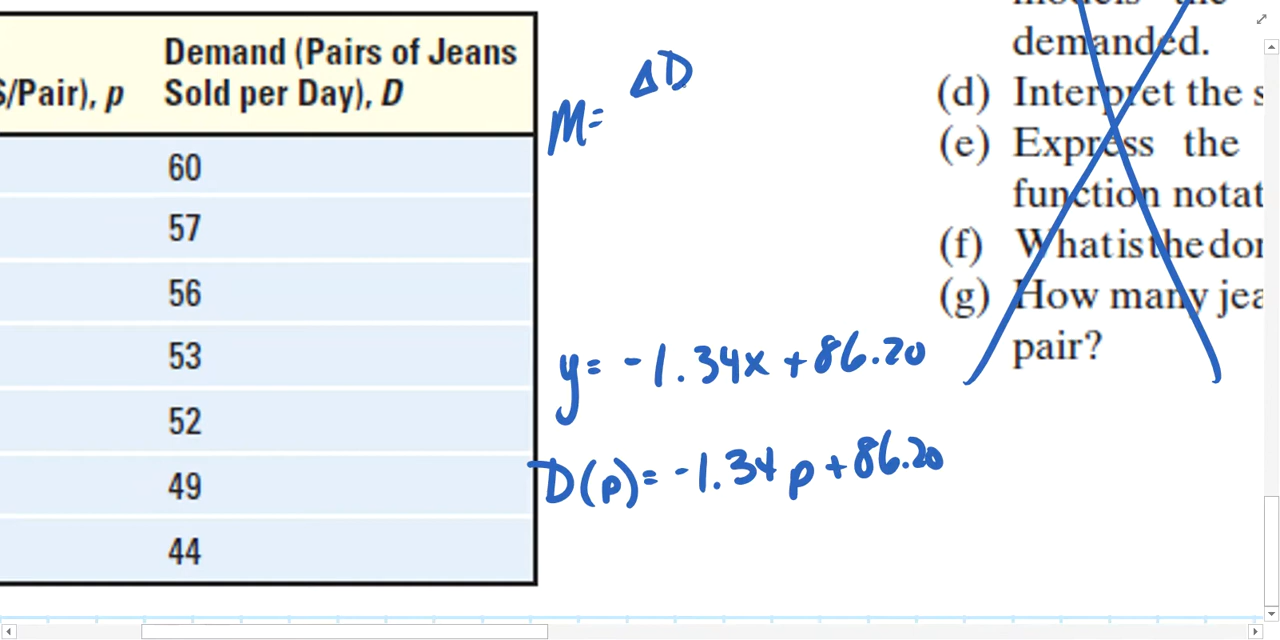 demanded.
Demand (Pairs of Jeans
$/Pair), p Sold per Day), D
M= ΔD
(d) Interpret the s
60
(e) Express the
function notat
57
(f) What is the dor
56
(g) How many jea
pair?
53
y= -1.34x +86.20
52
D(p)= -1.34 p+86.20
49
44